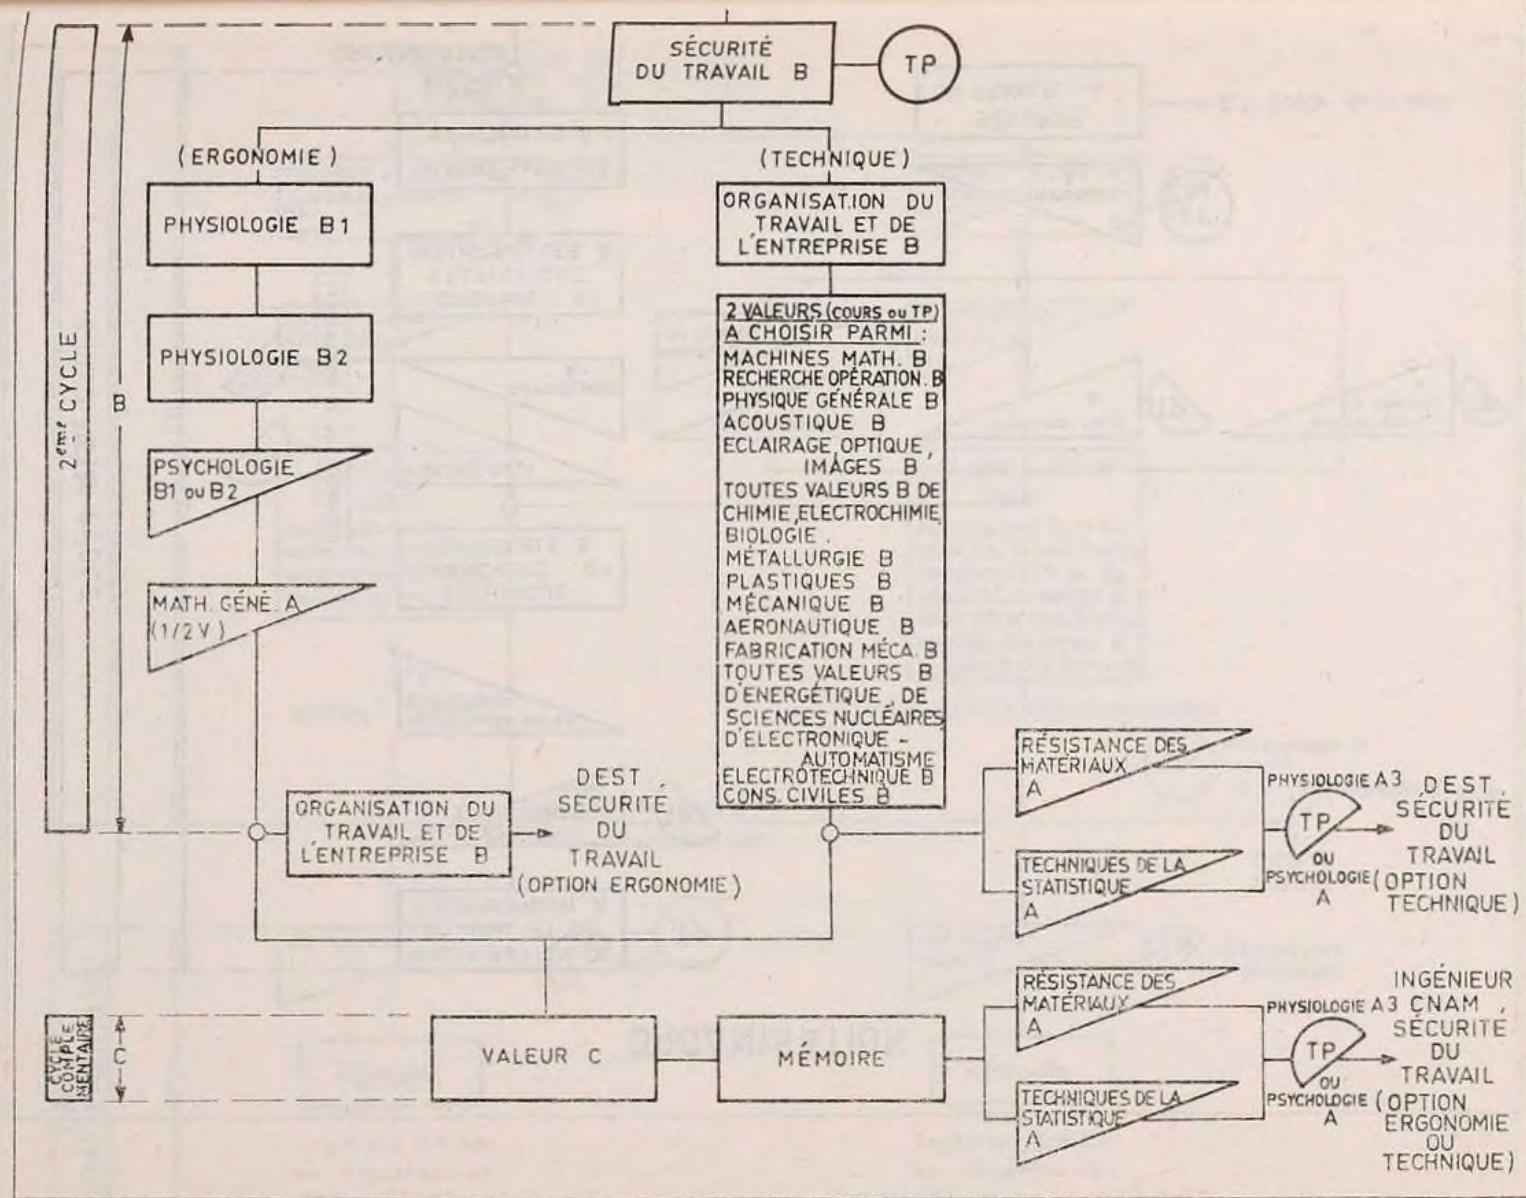 SÉCURITÉ
DU TRAVAIL B
TP
(ERGONOMIE)
(TECHNIQUE)
2eme CYCLE
B
PHYSIOLOGIE B1
PHYSIOLOGIE B2
PSYCHOLOGIE
B1 ou B2
MATH. GÉNÉ. A
(1/2 V)
ORGANISATION DU
TRAVAIL ET DE
L'ENTREPRISE B
2 VALEURS (COURS ou TP)
A CHOISIR PARMI :
MACHINES MATH. B
RECHERCHE OPÉRATION. B
PHYSIQUE GÉNÉRALE B
ACOUSTIQUE B
ECLAIRAGE, OPTIQUE,
IMAGES B
TOUTES VALEURS B DE
CHIMIE, ELECTROCHIMIE,
BIOLOGIE.
MÉTALLURGIE B
PLASTIQUES B
MÉCANIQUE B
AERONAUTIQUE B
FABRICATION MÉCA. B
TOUTES VALEURS B
D'ENERGÉTIQUE, DE
SCIENCES NUCLÉAIRES,
D'ELECTRONIQUE -
AUTOMATISME
ELECTROTECHNIQUE B
CONS. CIVILES B
ORGANISATION DU
TRAVAIL ET DE
L'ENTREPRISE B
DEST
SÉCURITÉ
DU
TRAVAIL
(OPTION ERGONOMIE)
RÉSISTANCE DES
MATÉRIAUX
A
TECHNIQUES DE LA
STATISTIQUE
A
PHYSIOLOGIE A3
TP
OU
PSYCHOLOGIE
A
DEST
SÉCURITÉ
DU
TRAVAIL
(OPTION
TECHNIQUE)
CYCLE
COMPLE
MENTAIRE
C
VALEUR C
MÉMOIRE
RÉSISTANCE DES
MATÉRIAUX
A
TECHNIQUES DE LA
STATISTIQUE
A
PHYSIOLOGIE A3
TP
OU
PSYCHOLOGIE
A
INGÉNIEUR
CNAM,
SÉCURITÉ
DU
TRAVAIL
(OPTION
ERGONOMIE
OU
TECHNIQUE)